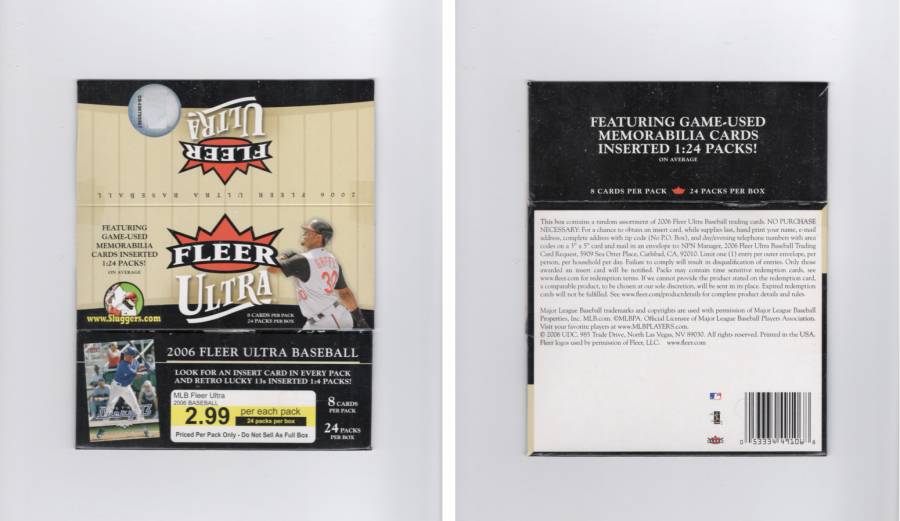 ULTRA
FLEER
2006 FLEER ULTRA BASEBALL
FEATURING
GAME-USED
MEMORABILIA
CARDS INSERTED
1:24 PACKS!
ON AVERAGE
FLEER
ULTRA
30
www.Sluggers.com
8 CARDS PER PACK
24 PACKS PER BOX
2006 FLEER ULTRA BASEBALL
LOOK FOR AN INSERT CARD IN EVERY PACK
AND RETRO LUCKY 13s INSERTED 1:4 PACKS!
MLB Fleer Ultra
2006 BASEBALL
2.99 per each pack
24 packs per box
Priced Per Pack Only - Do Not Sell As Full Box
8 CARDS
PER PACK
24 PACKS
PER BOX
FEATURING GAME-USED
MEMORABILIA CARDS
INSERTED 1:24 PACKS!
ON AVERAGE
8 CARDS PER PACK 24 PACKS PER BOX
This box contains a random assortment of 2006 Fleer Ultra Baseball trading cards. NO PURCHASE
NECESSARY: For a chance to obtain an insert card, while supplies last, hand print your name, e-mail
address, complete address with zip code (No P.O. Box), and day/evening telephone numbers with area
codes on a 3" x 5" card and mail in an envelope to: NPN Manager, 2006 Fleer Ultra Baseball Trading
Card Request, 5909 Sea Otter Place, Carlsbad, CA, 92010. Limit one (1) entry per outer envelope, per
person, per household per day. Failure to comply will result in disqualification of entries. Only those
awarded an insert card will be notified. Packs may contain time sensitive redemption cards, see
www.fleer.com for redemption terms. If we cannot provide the product stated on the redemption card,
a comparable product, to be chosen at our sole discretion, will be sent in its place. Expired redemption
cards will not be fulfilled. See www.fleer.com/productdetails for complete product details and rules.
Major League Baseball trademarks and copyrights are used with permission of Major League Baseball
Properties, Inc. MLB.com. ©MLBPA. Official Licensee of Major League Baseball Players Association.
Visit your favorite players at www.MLBPLAYERS.com.
© 2006 UDC. 985 Trade Drive, North Las Vegas, NV 89030. All rights reserved. Printed in the USA.
Fleer logos used by permission of Fleer, LLC. www.fleer.com
0 53334 49106 8